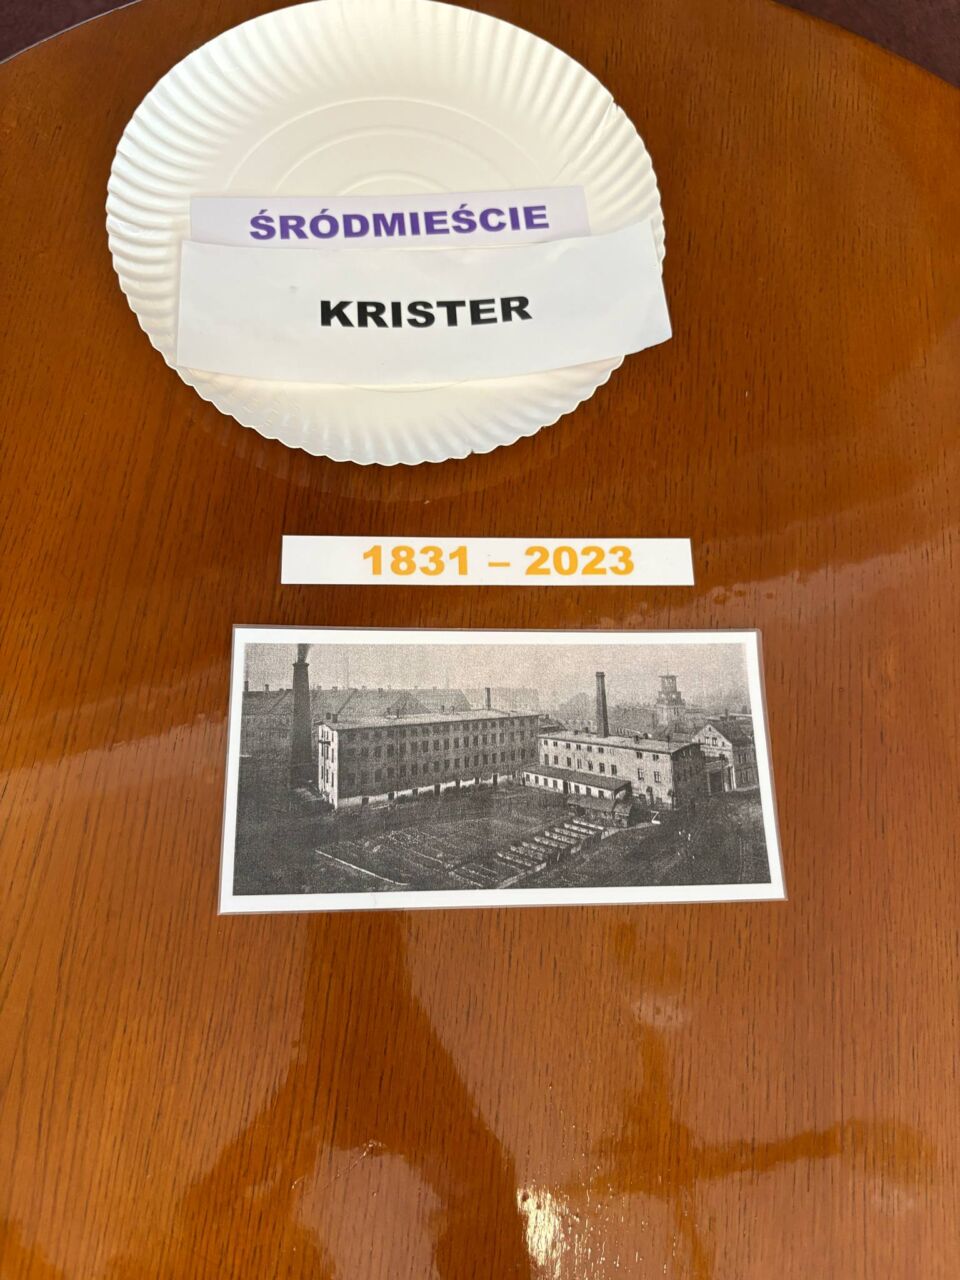 ŚRÓDMIEŚCIE
KRISTER
1831 – 2023